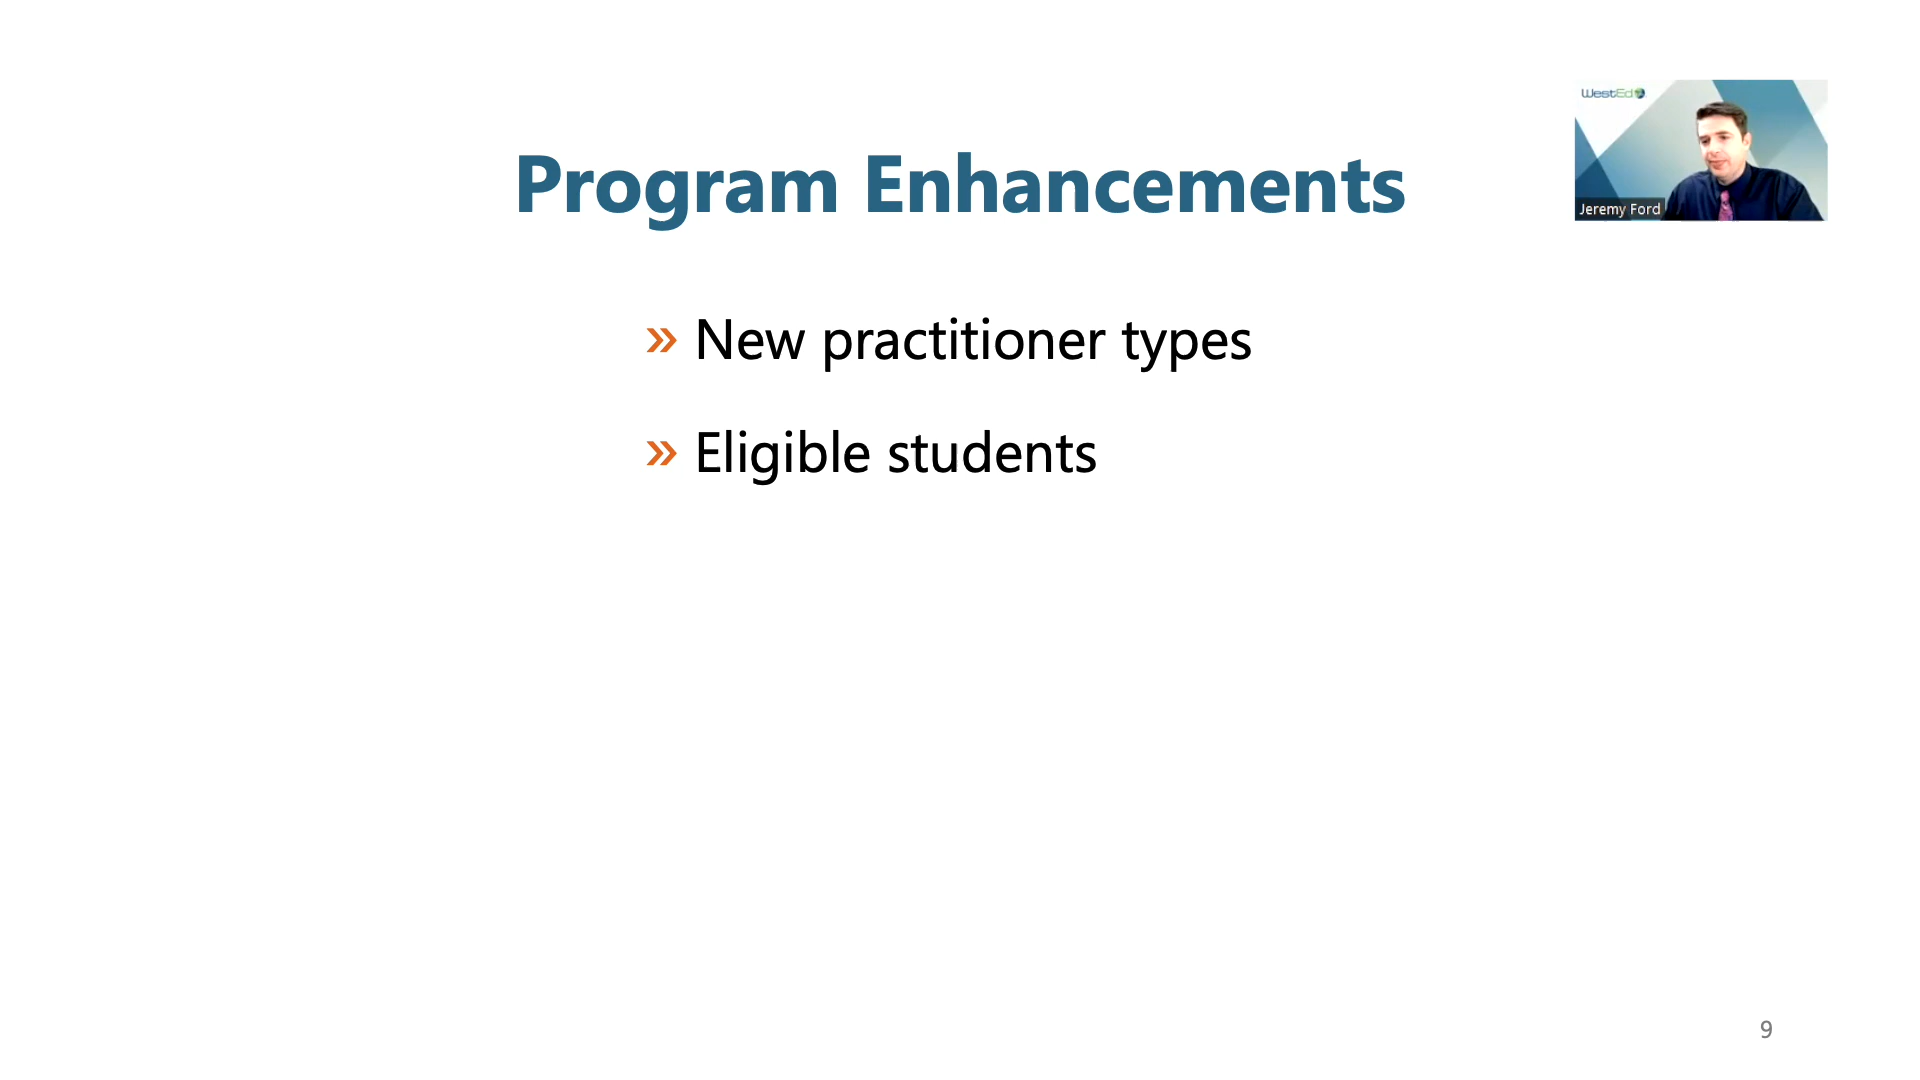 WestEd
Jeremy Ford
Program Enhancements
» New practitioner types
» Eligible students
9